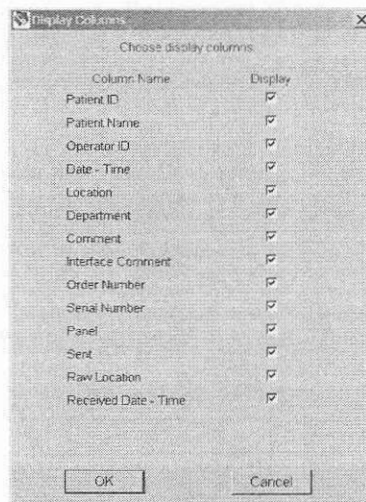 Display Columns
Choose display columns.
Column Name Display
Patient ID
Patient Name
Operator ID
Date - Time
Location
Department
Comment
Interface Comment
Order Number
Serial Number
Panel
Sent
Raw Location
Received Date - Time
OK Cancel